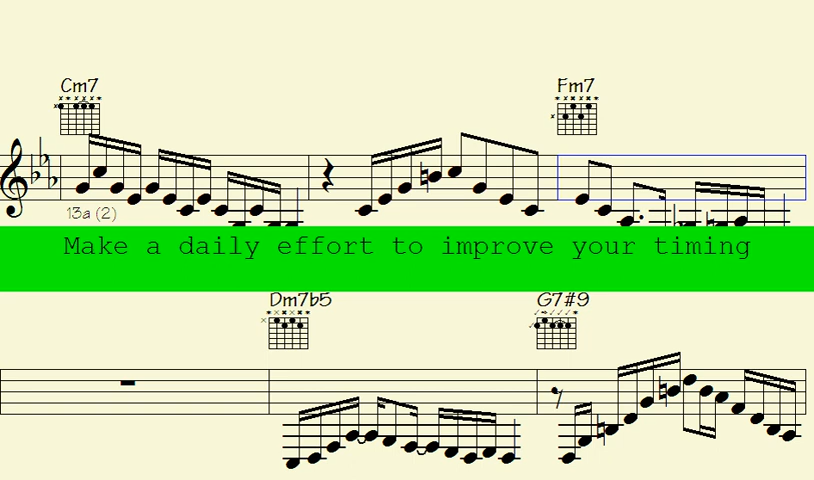 Cm7
Fm7
13a (2)
Make a daily effort to improve your timing
Dm7b5
G7#9